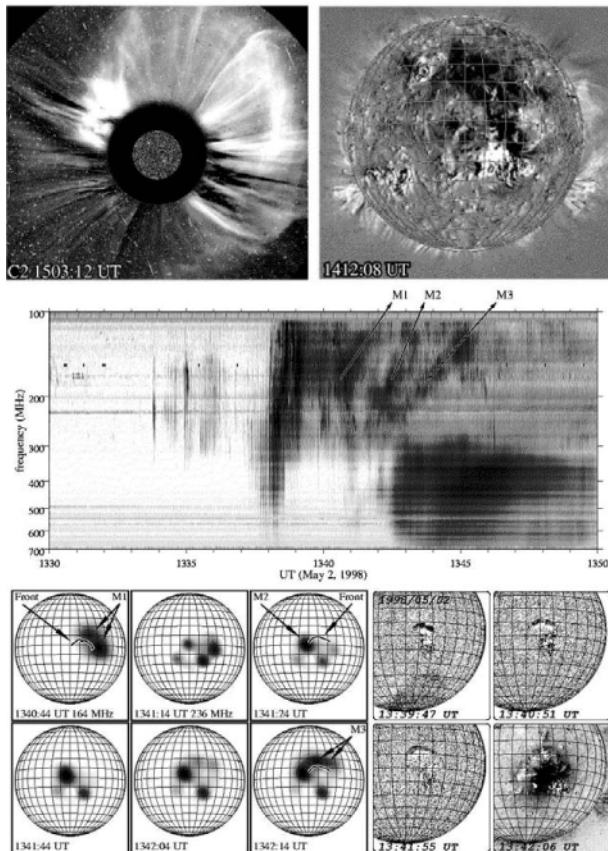 C2 1503:12 UT
1412:08 UT
M1 M2 M3
100
200
300
400
500
600
700
frequency (MHz)
1330 1335 1340 1345 1350
UT (May 2, 1998)
Front M1
1340:44 UT 164 MHz
1341:14 UT 236 MHz
M2 Front
1341:24 UT
1998/05/02
13:39:47 UT
13:40:51 UT
1341:44 UT
1342:04 UT
M3
1342:14 UT
13:41:55 UT
13:42:06 UT